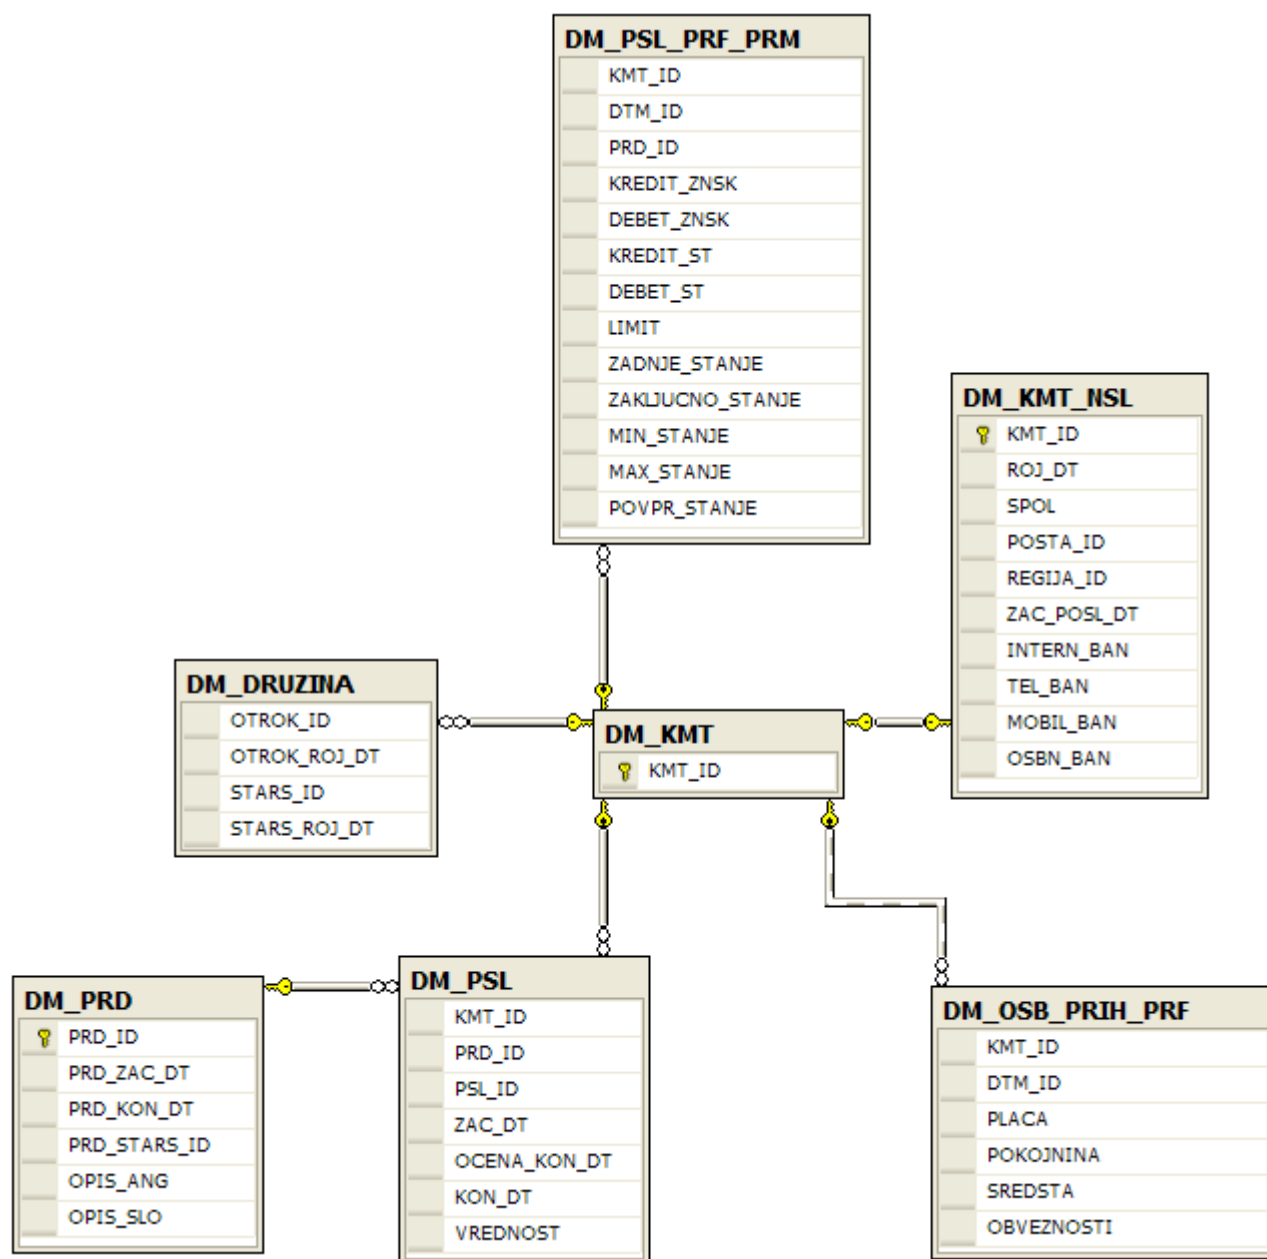 DM_PSL_PRF_PRM
KMT_ID
DTM_ID
PRD_ID
KREDIT_ZNSK
DEBET_ZNSK
KREDIT_ST
DEBET_ST
LIMIT
ZADNJE_STANJE
ZAKLJUCNO_STANJE
MIN_STANJE
MAX_STANJE
POVPR_STANJE
DM_KMT_NSL
KMT_ID
ROJ_DT
SPOL
POSTA_ID
REGIJA_ID
ZAC_POSL_DT
INTERN_BAN
TEL_BAN
MOBIL_BAN
OSBN_BAN
DM_DRUZINA
OTROK_ID
OTROK_ROJ_DT
STARS_ID
STARS_ROJ_DT
DM_KMT
KMT_ID
DM_PRD
PRD_ID
PRD_ZAC_DT
PRD_KON_DT
PRD_STARS_ID
OPIS_ANG
OPIS_SLO
DM_PSL
KMT_ID
PRD_ID
PSL_ID
ZAC_DT
OCENA_KON_DT
KON_DT
VREDNOST
DM_OSB_PRIH_PRF
KMT_ID
DTM_ID
PLACA
POKOJNINA
SREDSTA
OBVEZNOSTI